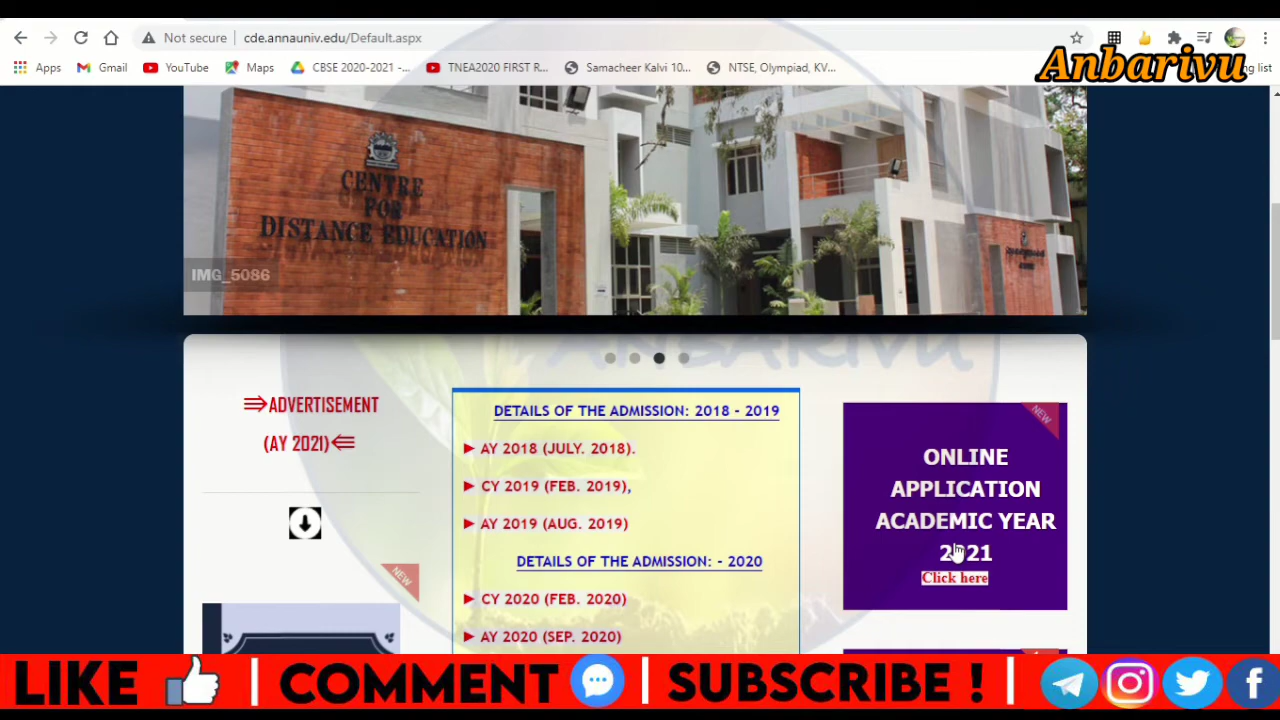 Not secure | cde.annauniv.edu/Default.aspx
Anbarivu
Apps Gmail YouTube Maps CBSE 2020-2021 -... TNEA2020 FIRST R... Samacheer Kalvi 10... NTSE, Olympiad, KV... ng list
CENTRE
FOR
DISTANCE EDUCATION
IMG_5086
ANBARIVU
⇒ADVERTISEMENT
(AY 2021)⇐
DETAILS OF THE ADMISSION: 2018 - 2019
► AY 2018 (JULY. 2018).
► CY 2019 (FEB. 2019),
► AY 2019 (AUG. 2019)
DETAILS OF THE ADMISSION: - 2020
► CY 2020 (FEB. 2020)
► AY 2020 (SEP. 2020)
NEW
NEW
ONLINE
APPLICATION
ACADEMIC YEAR
2021
Click here
LIKE | COMMENT | SUBSCRIBE ! |